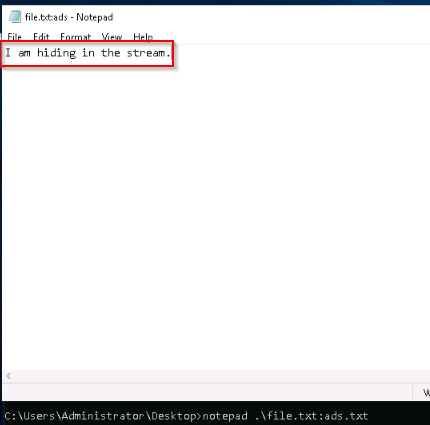 file.txt:ads - Notepad
File Edit Format View Help
I am hiding in the stream.
C:\Users\Administrator\Desktop>notepad .\file.txt:ads.txt